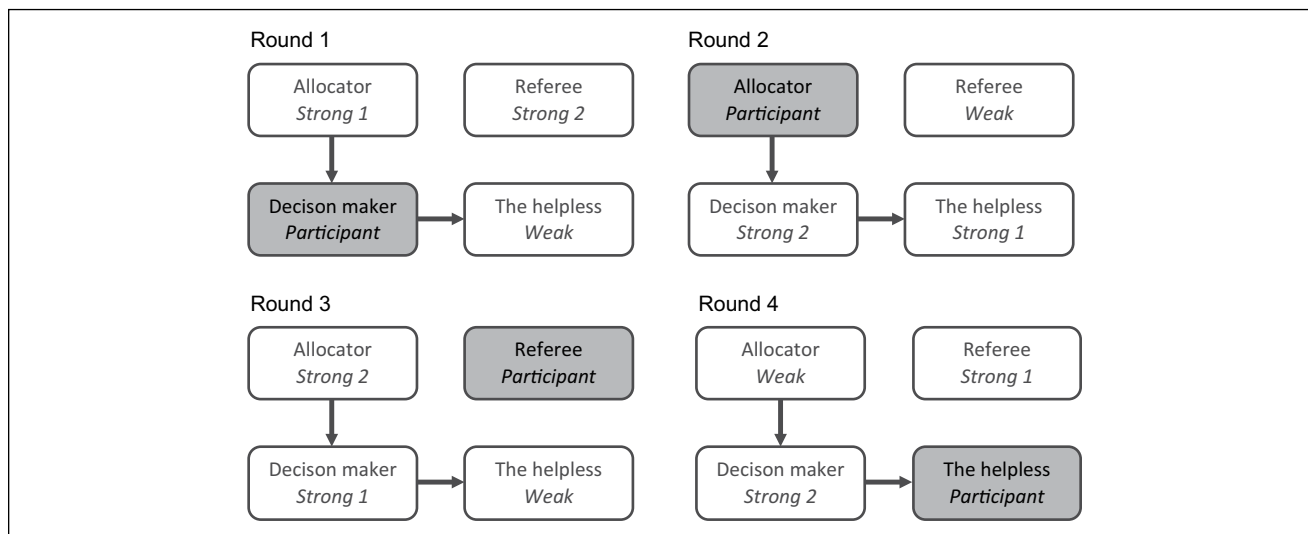 Round 1
Allocator
Strong 1
Referee
Strong 2
Decison maker
Participant
The helpless
Weak
Round 2
Allocator
Participant
Referee
Weak
Decison maker
Strong 2
The helpless
Strong 1
Round 3
Allocator
Strong 2
Referee
Participant
Decison maker
Strong 1
The helpless
Weak
Round 4
Allocator
Weak
Referee
Strong 1
Decison maker
Strong 2
The helpless
Participant